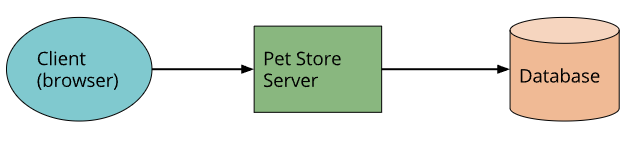 Client
(browser)
Pet Store
Server
Database